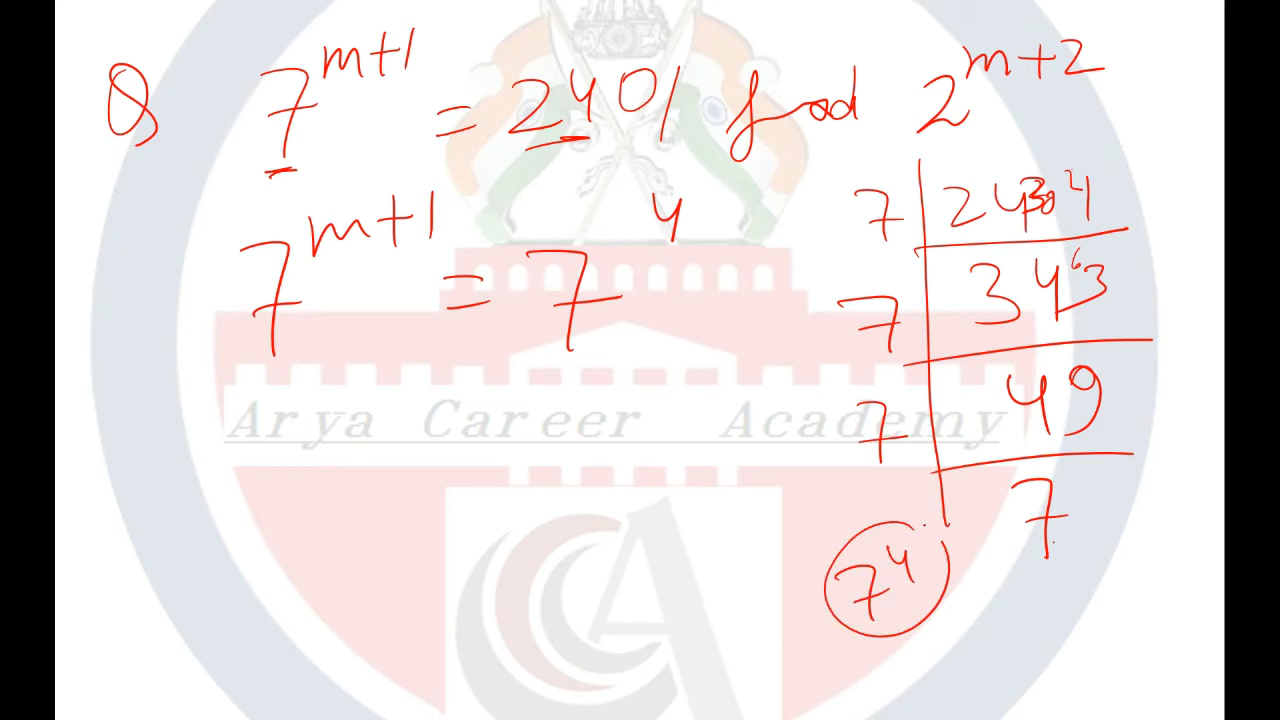 Q 7^{m+1} = 2401 find 2^{m+2}
7^{m+1} = 7^4
7 | 2401
7 | 343
7 | 49
7
7^4
Arya Career Academy